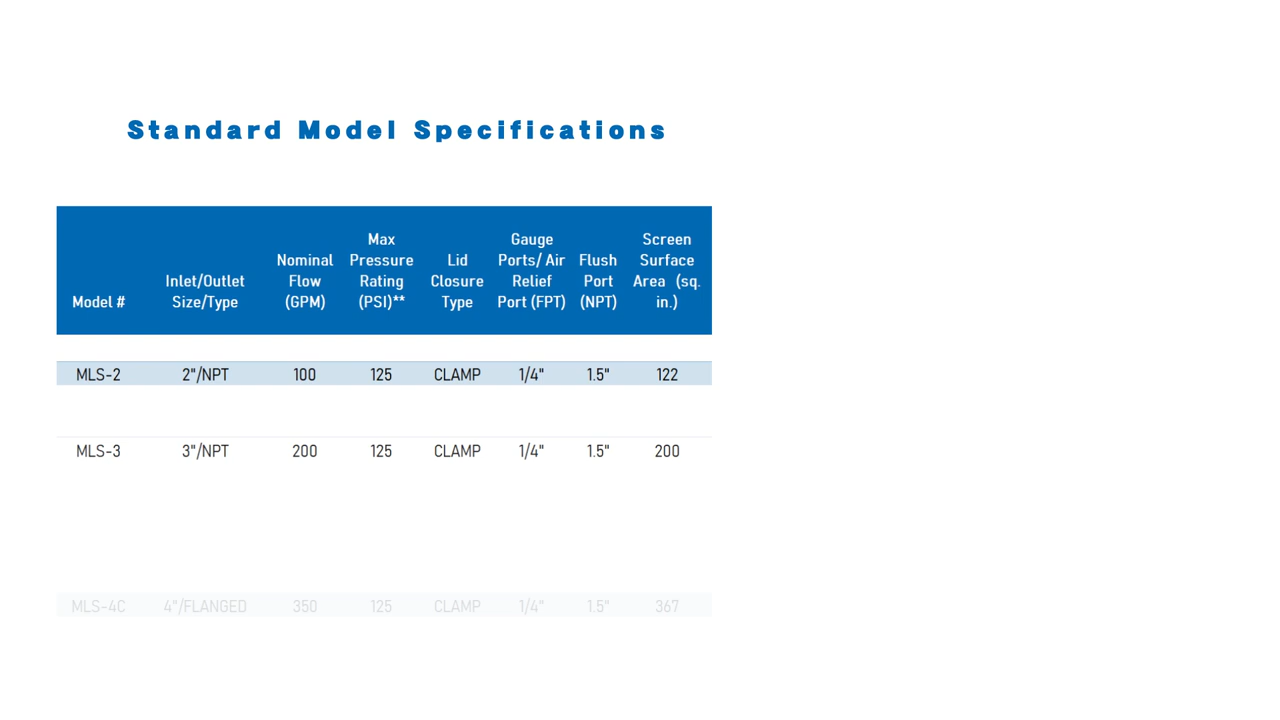 Standard Model Specifications
Model # Inlet/Outlet Size/Type Nominal Flow (GPM) Max Pressure Rating (PSI)** Lid Closure Type Gauge Ports/ Air Relief Port (FPT) Flush Port (NPT) Screen Surface Area (sq. in.)
MLS-2 2"/NPT 100 125 CLAMP 1/4" 1.5" 122
MLS-3 3"/NPT 200 125 CLAMP 1/4" 1.5" 200
MLS-4C 4"/FLANGED 350 125 CLAMP 1/4" 1.5" 367